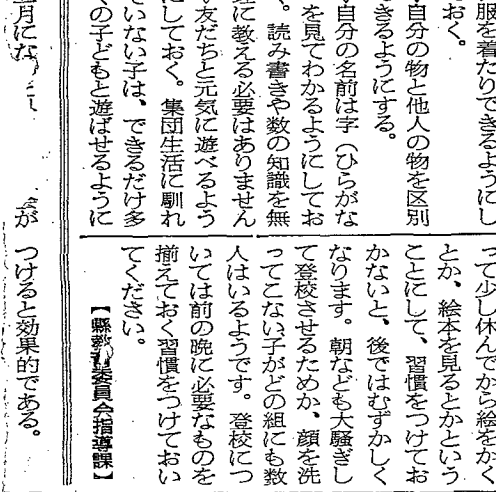 服を着たりできるようにし
ておく。
自分の物と他人の物を区別
できるようにする。
自分の名前は字（ひらがな
を見てわかるようにしてお
く。読み書きや数の知識を無
理に教える必要はありません
友だちと元気に遊べるよう
にしておく。集団生活に馴れ
ていない子は、できるだけ多
くの子どもと遊ばせるように
って少し休んでから絵をかく
とか、絵本を見るとかという
ことにして、習慣をつけてお
かないと、後ではむずかしく
なります。朝なども大騒ぎし
て登校させるためか、顔を洗
ってこない子がどの組にも数
人はいるようです。登校につ
いては前の晩に必要なものを
揃えておく習慣をつけておい
てください。
【縣教育委員会指導課】
月にな
が
つけると効果的である。